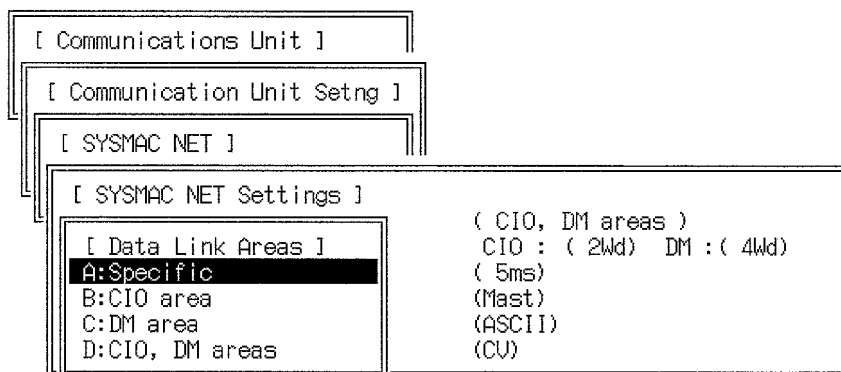 [ Communications Unit ]
[ Communication Unit Setng ]
[ SYSMAC NET ]
[ SYSMAC NET Settings ]
( CIO, DM areas )
[ Data Link Areas ] CIO : ( 2Wd) DM :( 4Wd)
A:Specific ( 5ms)
B:CIO area (Mast)
C:DM area (ASCII)
D:CIO, DM areas (CV)